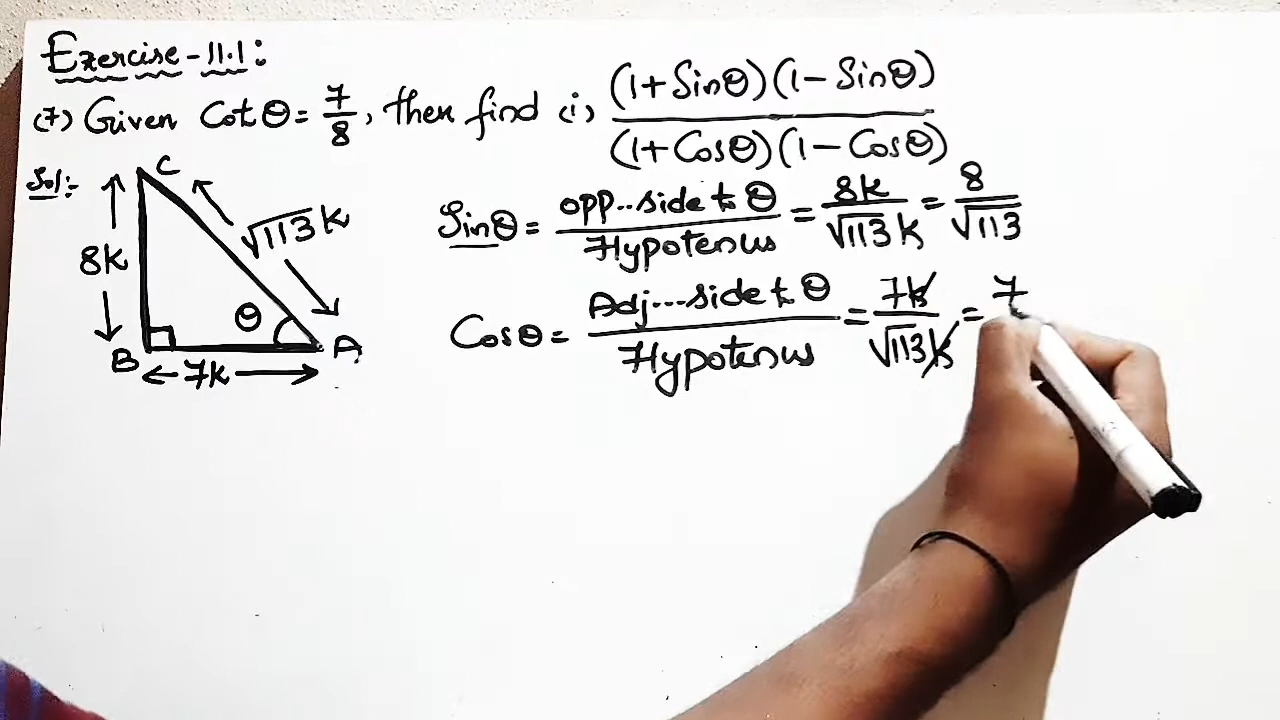 Exercise-11.1:
(7) Given Cotθ = 7/8, then find (i) (1+Sinθ)(1-Sinθ) / (1+Cosθ)(1-Cosθ)
Sol:-
C
8k
√113 k
θ
B
A
7k
Sinθ = opp..side to θ / Hypotenus = 8k / √113 k = 8 / √113
Cosθ = Adj...side to θ / Hypotenus = 7k / √113 k = 7